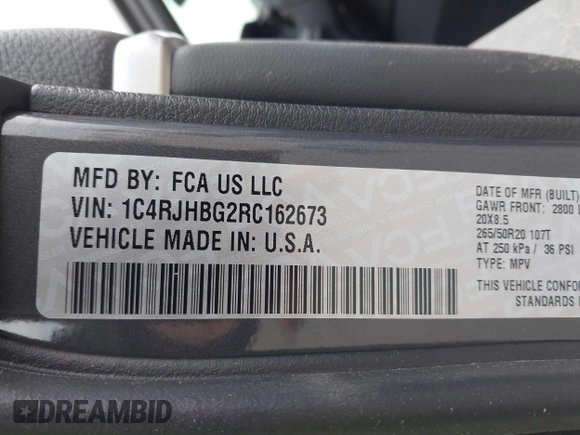 MFD BY: FCA US LLC
VIN: 1C4RJHBG2RC162673
VEHICLE MADE IN: U.S.A.
DATE OF MFR (BUILT)
GAWR FRONT: 2800
20X8.5
265/50R20 107T
AT 250 kPa / 36 PSI
TYPE: MPV
THIS VEHICLE CONFOR
STANDARDS
DREAMBID